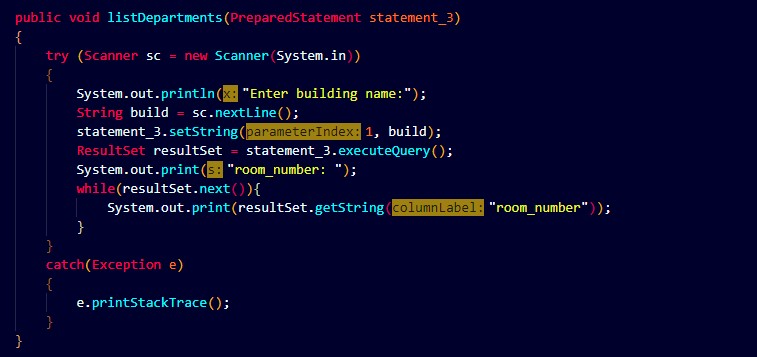 public void listDepartments(PreparedStatement statement_3)
{
try (Scanner sc = new Scanner(System.in))
{
System.out.println(x: "Enter building name:");
String build = sc.nextLine();
statement_3.setString(parameterIndex: 1, build);
ResultSet resultSet = statement_3.executeQuery();
System.out.print(s: "room_number: ");
while(resultSet.next()){
System.out.print(resultSet.getString(columnLabel: "room_number"));
}
}
catch(Exception e)
{
e.printStackTrace();
}
}